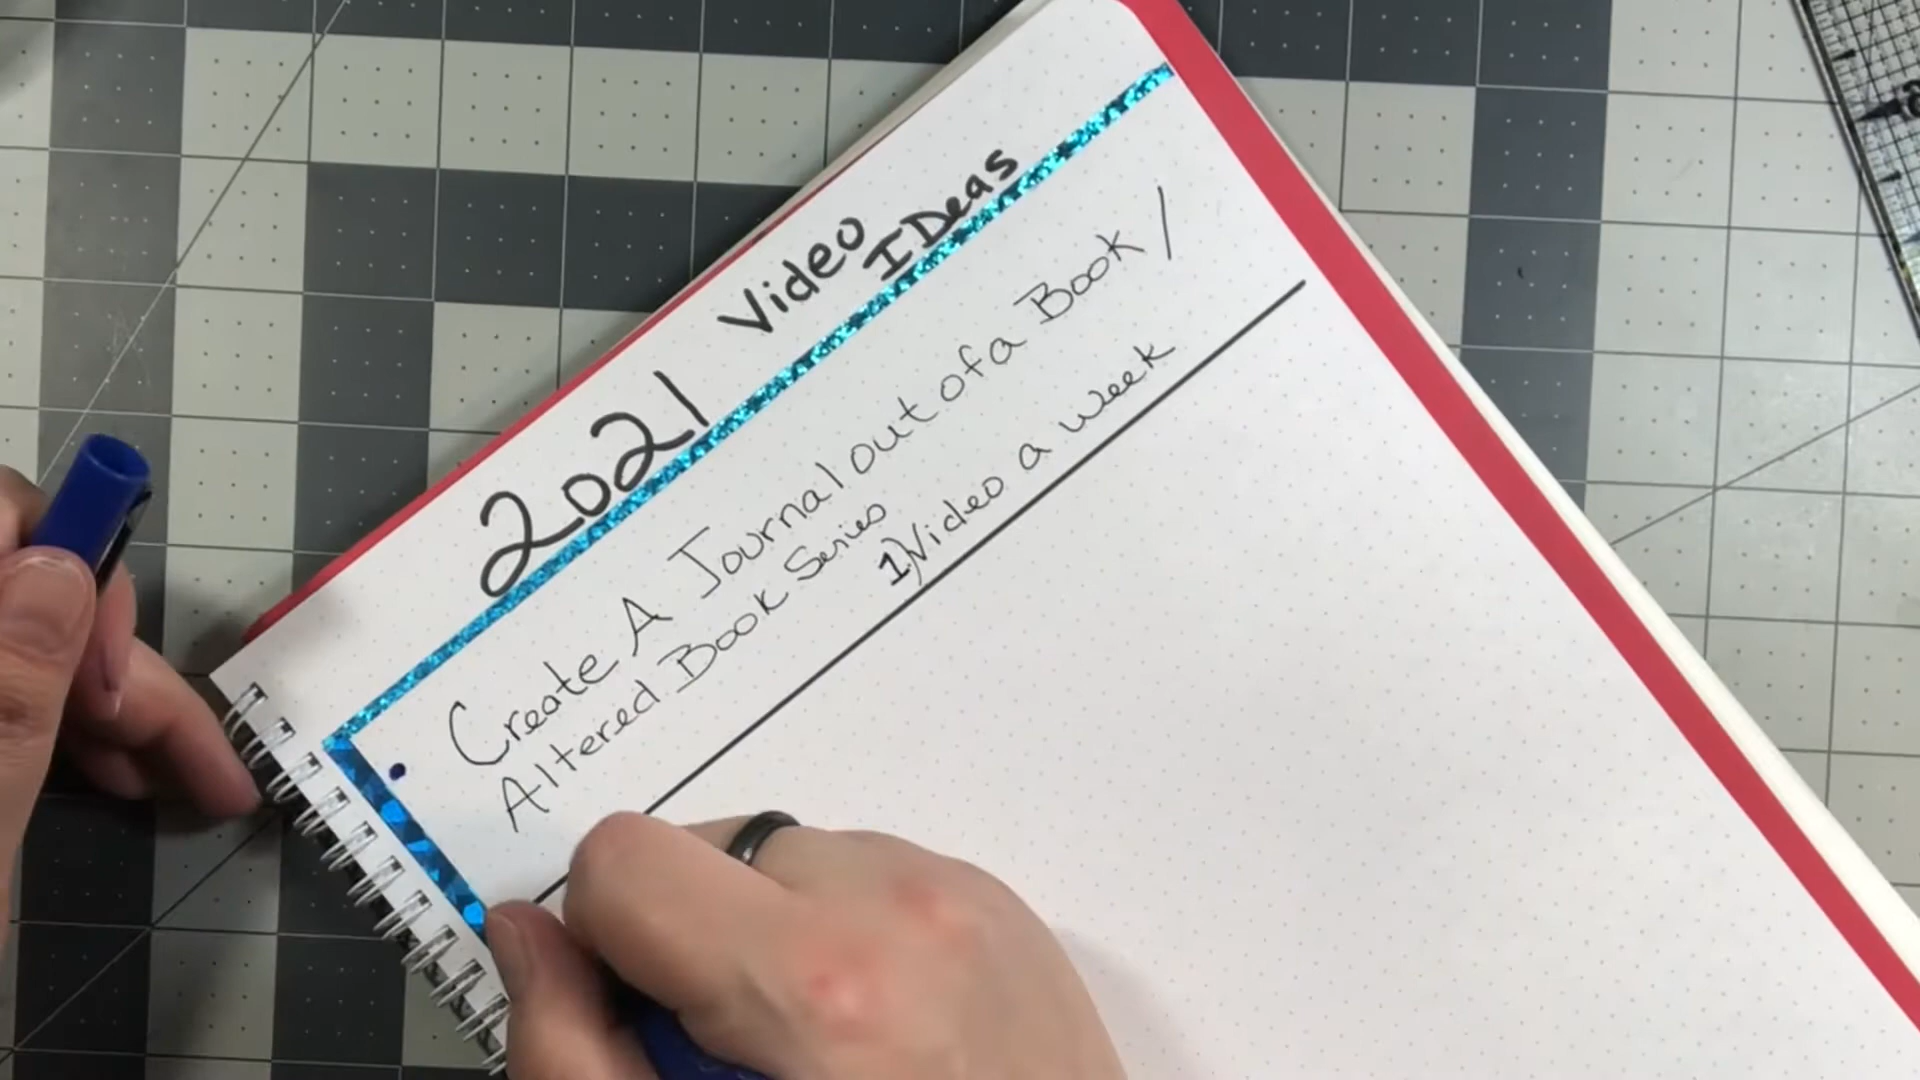 2021 Video
IDeas
Create A Journal out of a Book /
Altered Book Series
1) Video a week